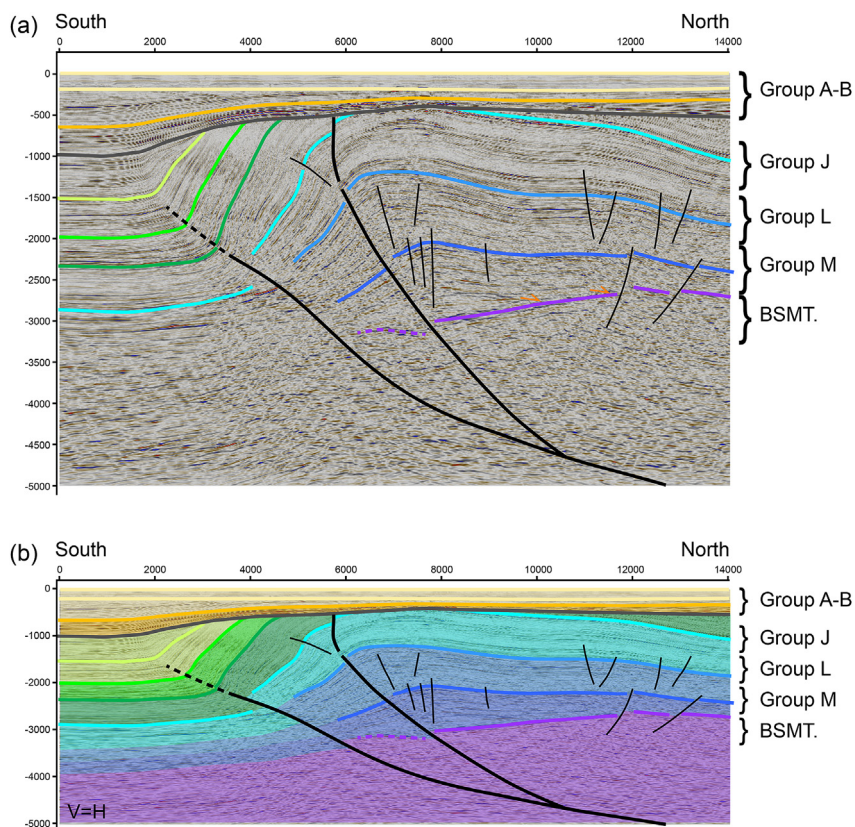 (a)
South North
0 2000 4000 6000 8000 10000 12000 14000
0
-500
-1000
-1500
-2000
-2500
-3000
-3500
-4000
-4500
-5000
} Group A-B
} Group J
} Group L
} Group M
} BSMT.
(b)
South North
0 2000 4000 6000 8000 10000 12000 14000
0
-1000
-2000
-3000
-4000
-5000
} Group A-B
} Group J
} Group L
} Group M
} BSMT.
V=H